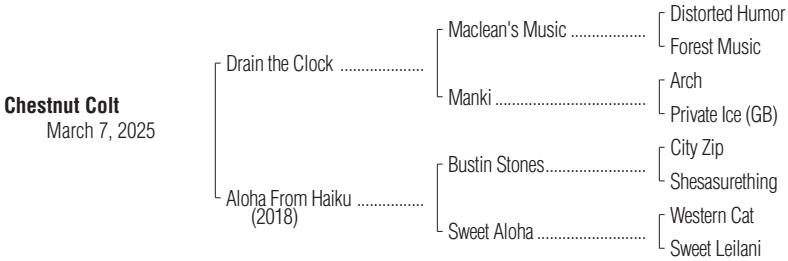 Chestnut Colt
March 7, 2025
Drain the Clock ....................
Aloha From Haiku ................
(2018)
Maclean's Music ..................
Manki ....................................
Bustin Stones........................
Sweet Aloha ..........................
Distorted Humor
Forest Music
Arch
Private Ice (GB)
City Zip
Shesasurething
Western Cat
Sweet Leilani